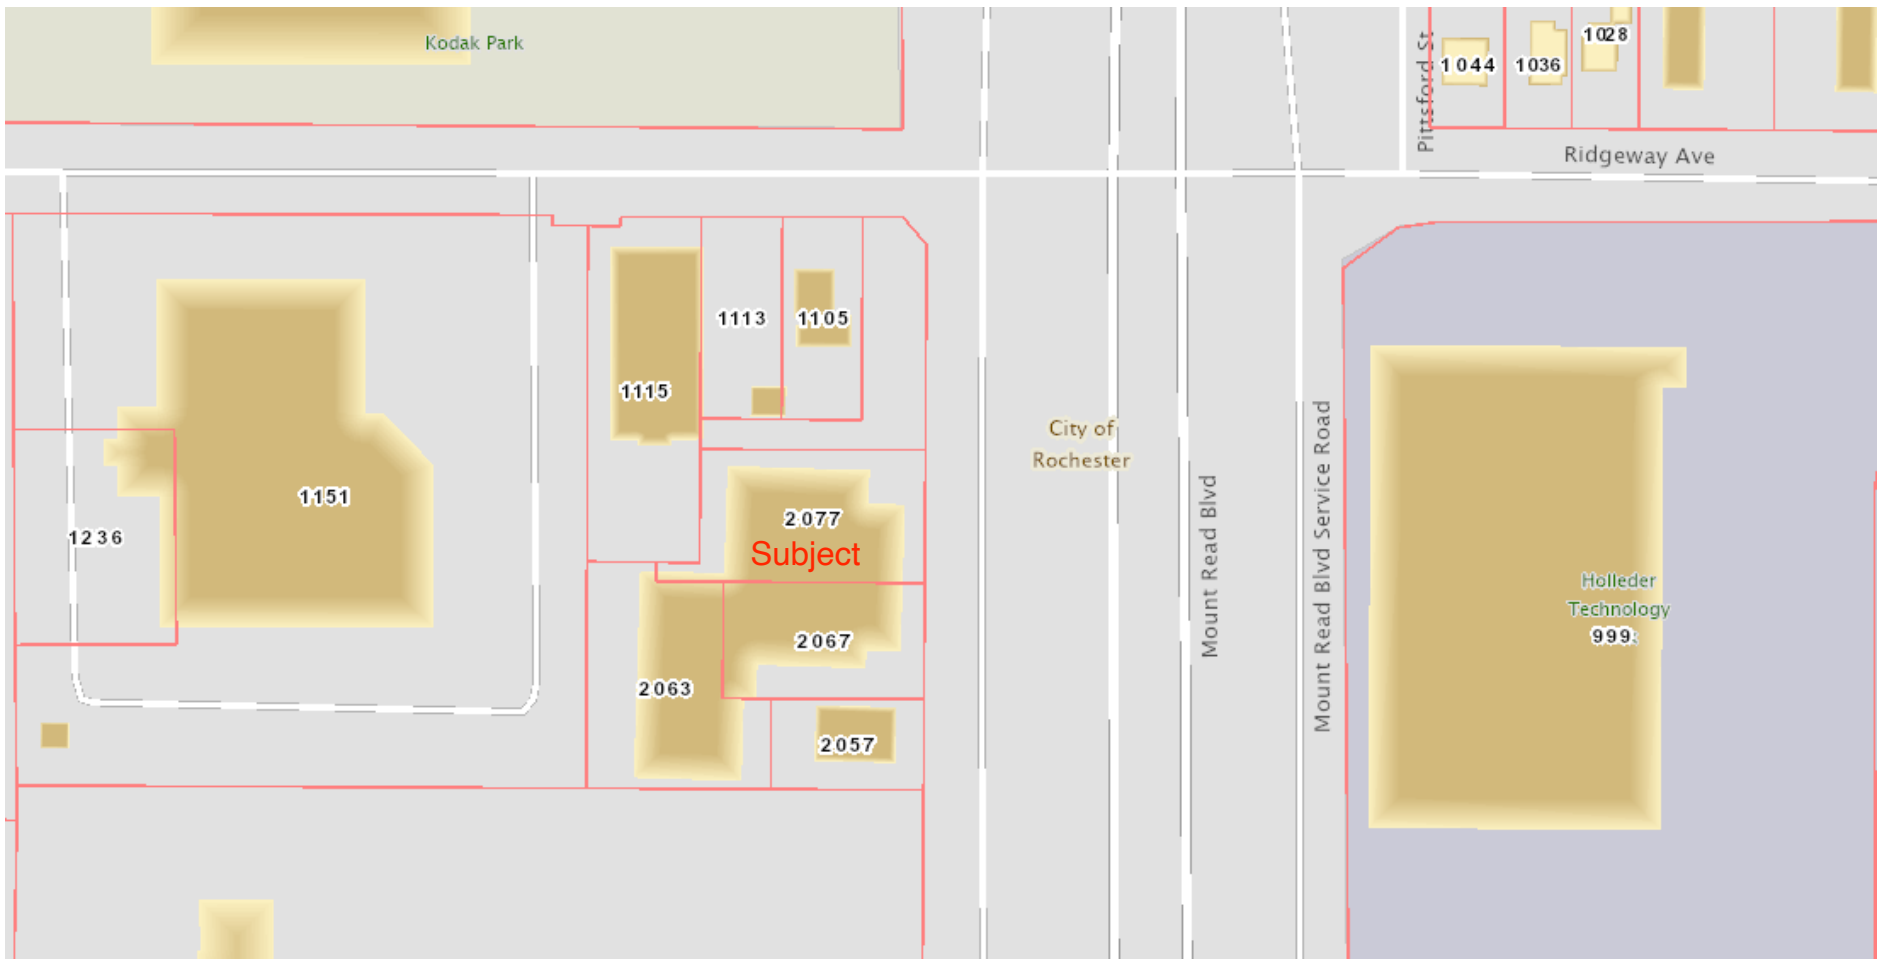 Kodak Park
1028
1044
1036
Pittsford St
Ridgeway Ave
1113
1105
1115
City of
Rochester
1151
2077
1236
Subject
Mount Read Blvd
Mount Read Blvd Service Road
Holleder
Technology
999
2067
2063
2057